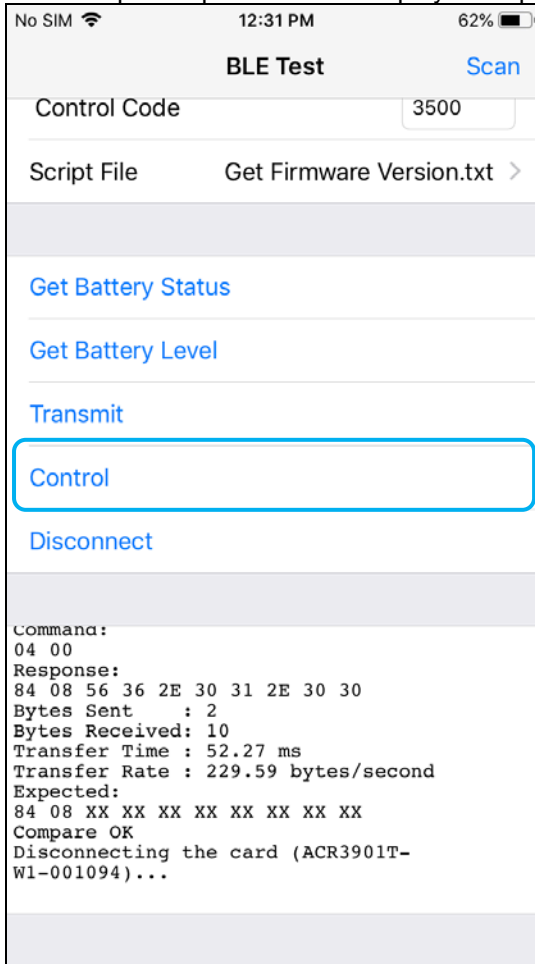 No SIM 12:31 PM 62%
BLE Test Scan
Control Code 3500
Script File Get Firmware Version.txt >
Get Battery Status
Get Battery Level
Transmit
Control
Disconnect
Command:
04 00
Response:
84 08 56 36 2E 30 31 2E 30 30
Bytes Sent    : 2
Bytes Received: 10
Transfer Time : 52.27 ms
Transfer Rate : 229.59 bytes/second
Expected:
84 08 XX XX XX XX XX XX XX XX
Compare OK
Disconnecting the card (ACR3901T-
W1-001094)...